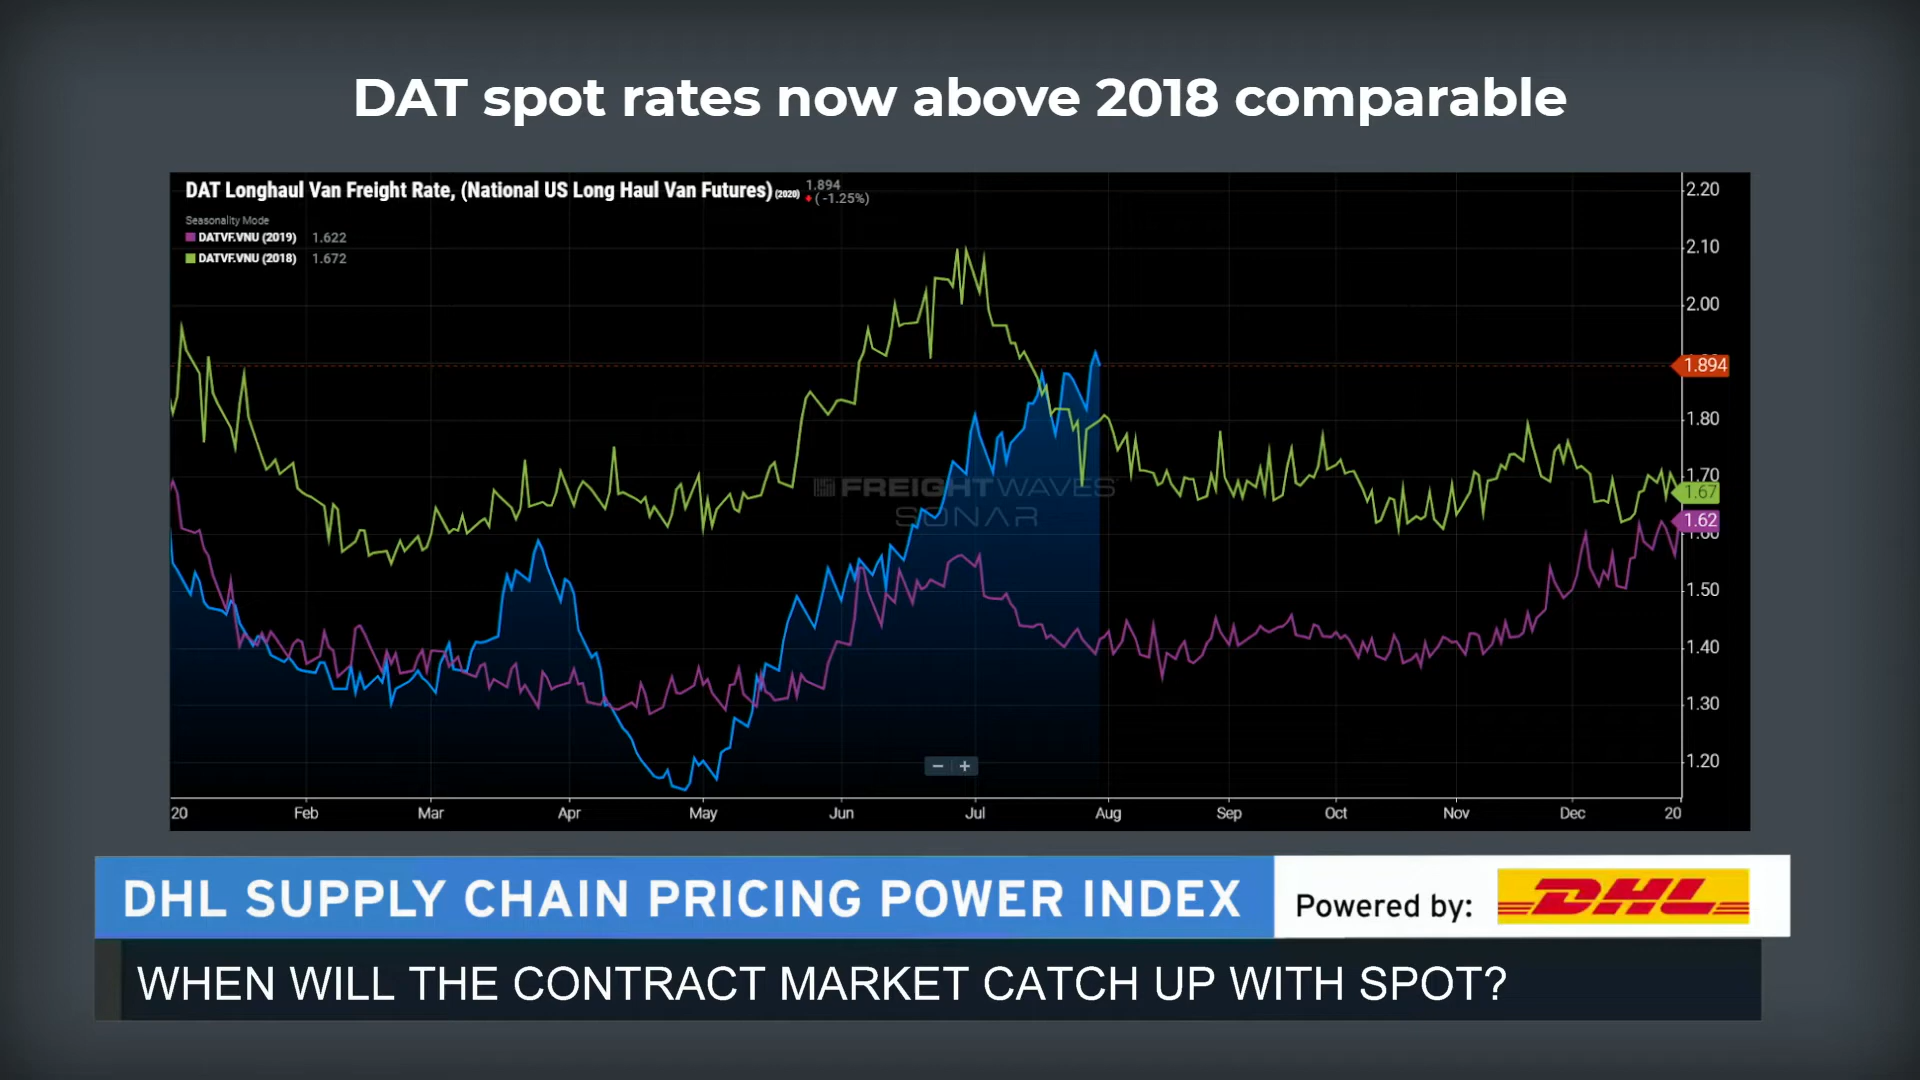 DAT spot rates now above 2018 comparable
DAT Longhaul Van Freight Rate, (National US Long Haul Van Futures) (2020) 1.894
(-1.25%)
Seasonality Mode
DATVF.VNU (2019) 1.622
DATVF.VNU (2018) 1.672
2.20
2.10
2.00
1.894
1.80
1.70
1.67
1.62
1.60
1.50
1.40
1.30
1.20
FREIGHTWAVES
SONAR
− +
20 Feb Mar Apr May Jun Jul Aug Sep Oct Nov Dec 20
DHL SUPPLY CHAIN PRICING POWER INDEX
Powered by: DHL
WHEN WILL THE CONTRACT MARKET CATCH UP WITH SPOT?